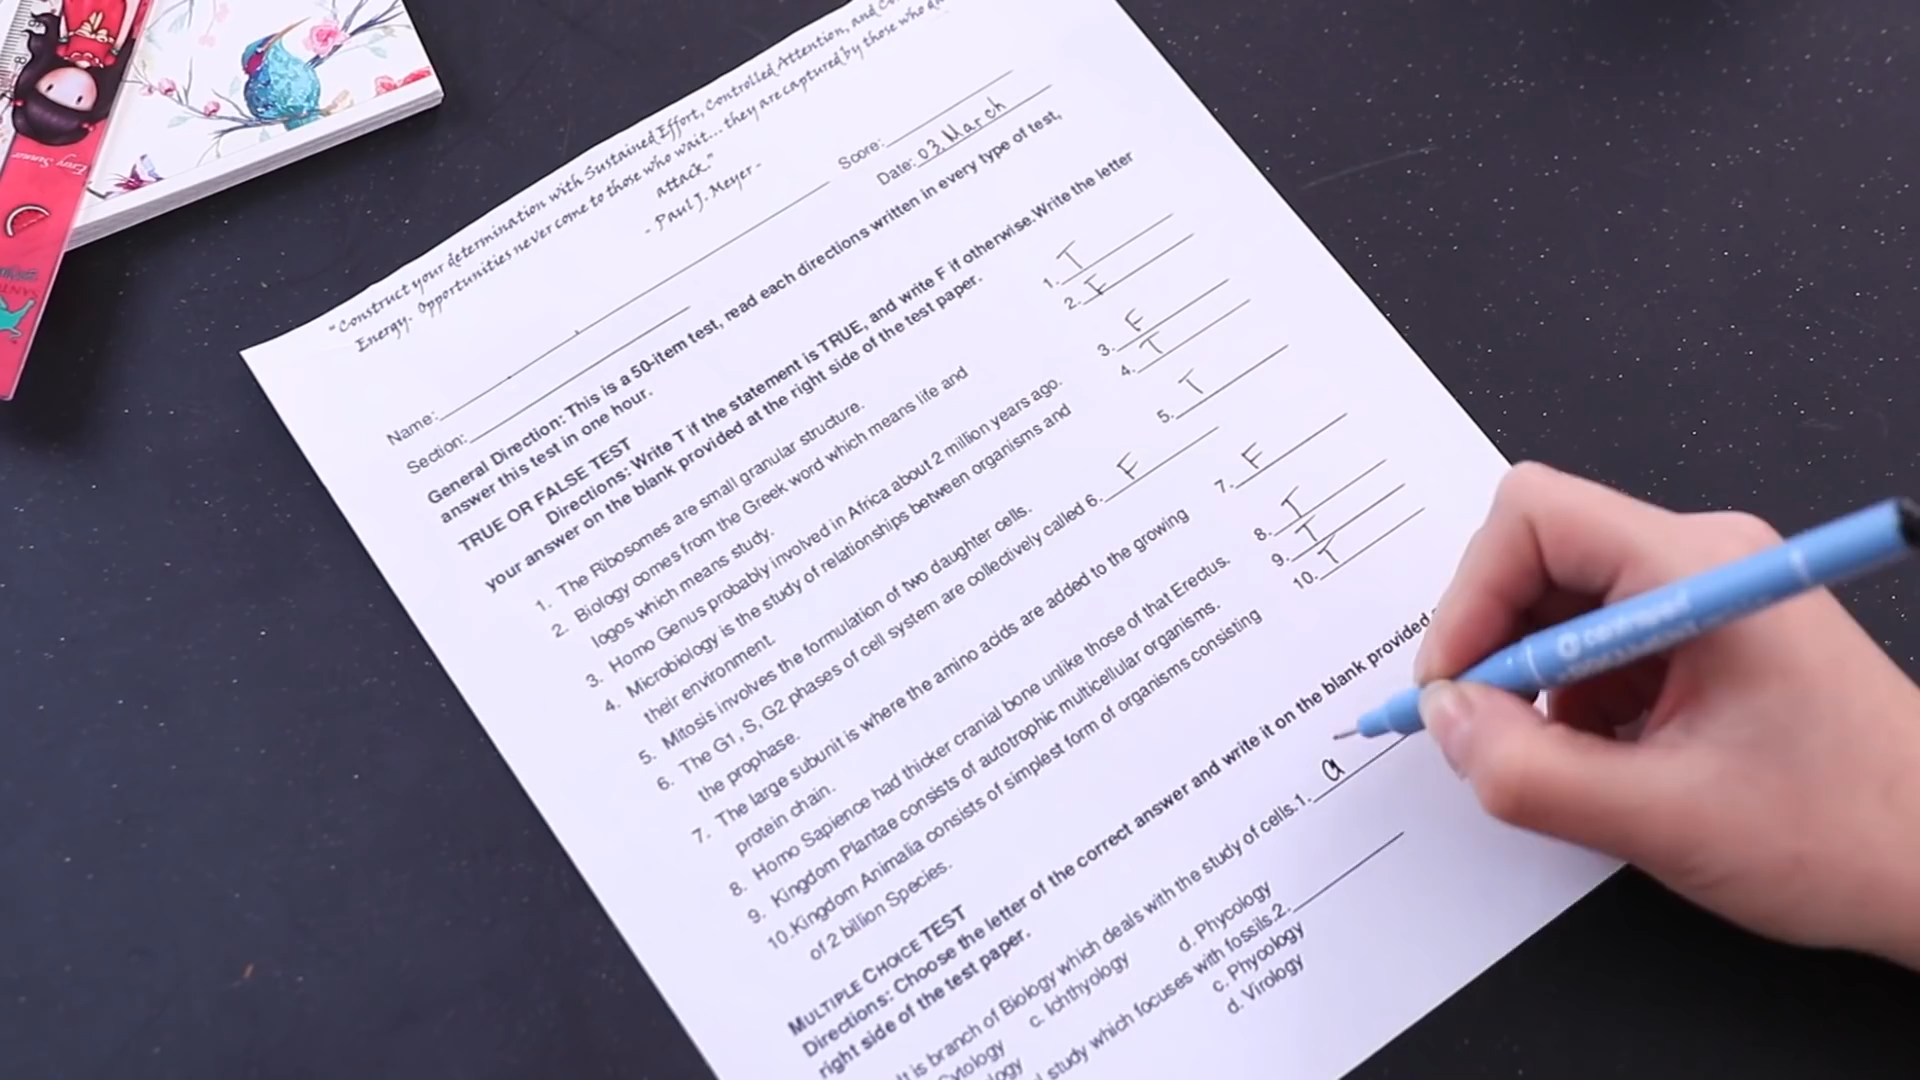 "Construct your determination with Sustained Effort, Controlled Attention, and
Energy. Opportunities never come to those who wait... they are captured by those who
attack."
- Paul J. Meyer -
Score:
Date: 03. March
Name:
Section:
General Direction: This is a 50-item test, read each directions written in every type of test,
answer this test in one hour.
TRUE OR FALSE TEST
Directions: Write T if the statement is TRUE, and write F if otherwise. Write the letter
your answer on the blank provided at the right side of the test paper.
1. The Ribosomes are small granular structure. 1. T
2. Biology comes from the Greek word which means life and 2. F
logos which means study.
3. Homo Genus probably involved in Africa about 2 million years ago. 3. F
4. Microbiology is the study of relationships between organisms and 4. T
their environment.
5. Mitosis involves the formulation of two daughter cells. 5. T
6. The G1, S, G2 phases of cell system are collectively called 6. F
the prophase.
7. The large subunit is where the amino acids are added to the growing 7. F
protein chain.
8. Homo Sapience had thicker cranial bone unlike those of that Erectus. 8. T
9. Kingdom Plantae consists of autotrophic multicellular organisms. 9. T
10. Kingdom Animalia consists of simplest form of organisms consisting 10. T
of 2 billion Species.
MULTIPLE CHOICE TEST
Directions: Choose the letter of the correct answer and write it on the blank provided
right side of the test paper.
It is branch of Biology which deals with the study of cells. 1. a
Cytology c. Ichthyology d. Phycology
study which focuses with fossils. 2.
c. Phycology
d. Virology